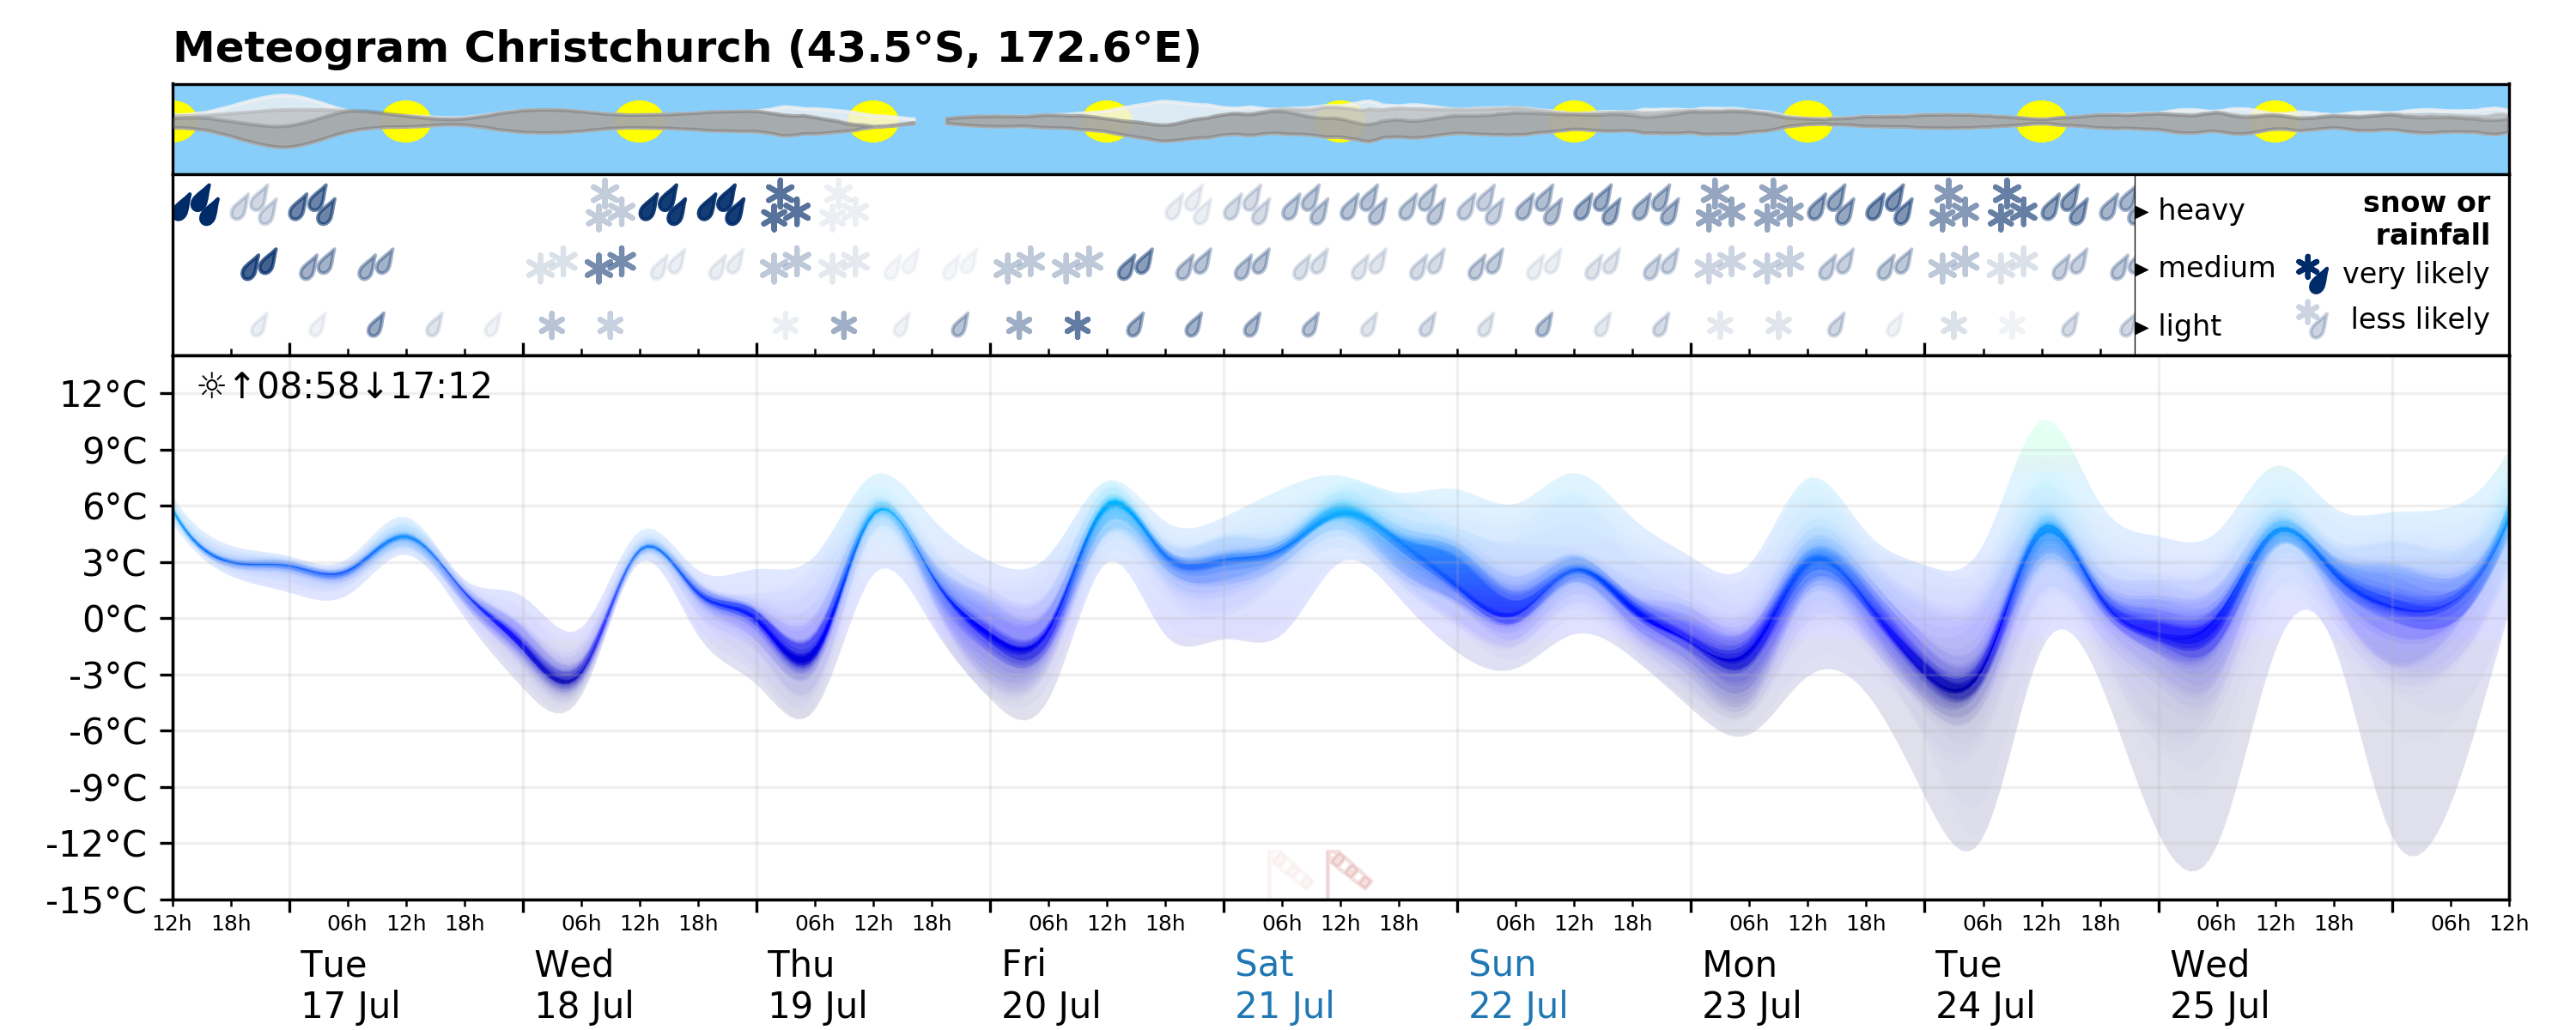 Meteogram Christchurch (43.5°S, 172.6°E)
heavy
snow or
rainfall
medium
very likely
light
less likely
☼↑08:58↓17:12
12°C
9°C
6°C
3°C
0°C
-3°C
-6°C
-9°C
-12°C
-15°C
12h 18h 06h 12h 18h 06h 12h 18h 06h 12h 18h 06h 12h 18h 06h 12h 18h 06h 12h 18h 06h 12h 18h 06h 12h 18h 06h 12h 18h 06h 12h
Tue Wed Thu Fri Sat Sun Mon Tue Wed
17 Jul 18 Jul 19 Jul 20 Jul 21 Jul 22 Jul 23 Jul 24 Jul 25 Jul